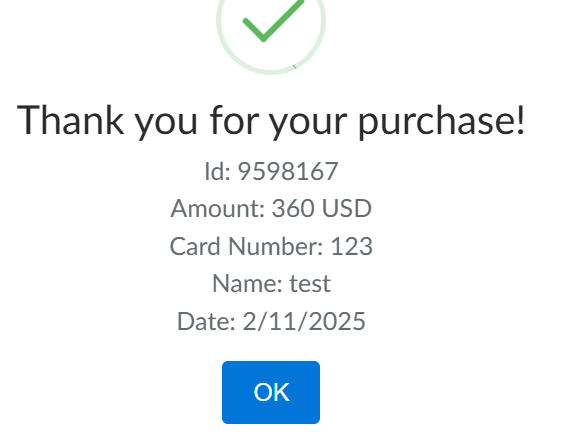 Thank you for your purchase!
Id: 9598167
Amount: 360 USD
Card Number: 123
Name: test
Date: 2/11/2025
OK